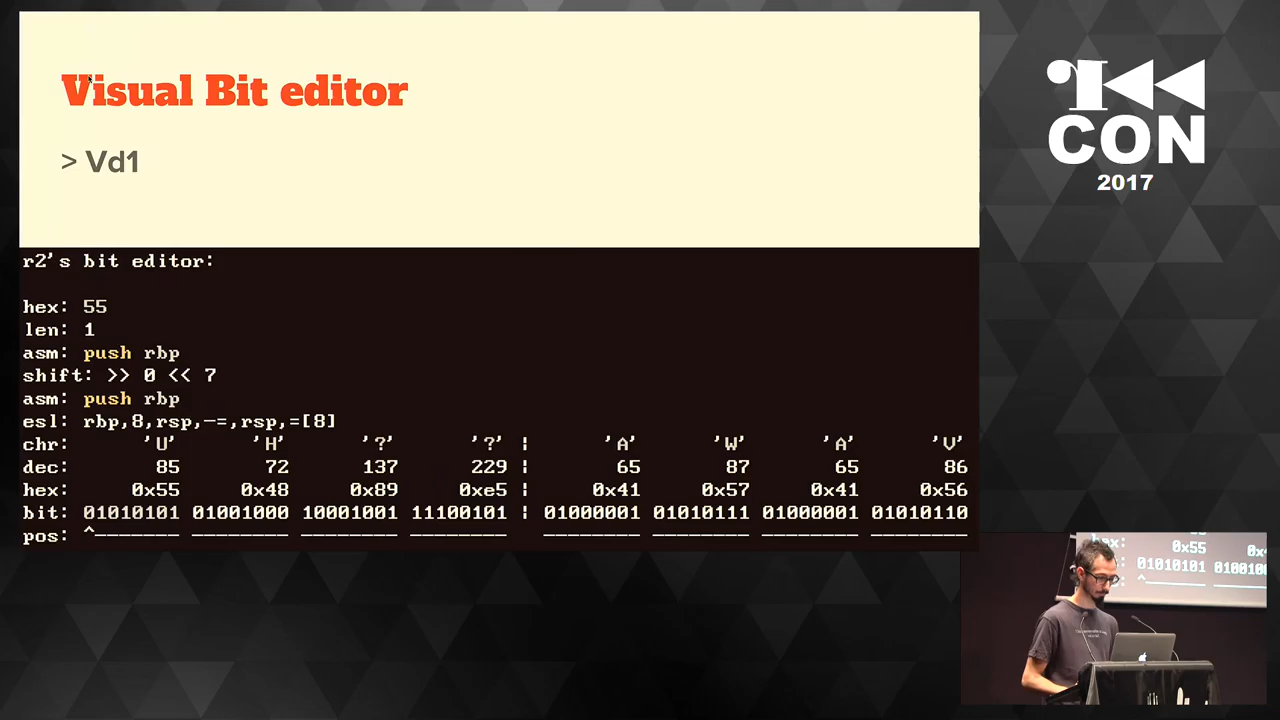 Visual Bit editor
> Vd1
CON
2017
r2's bit editor:
hex: 55
len: 1
asm: push rbp
shift: >> 0 << 7
asm: push rbp
esl: rbp,8,rsp,-=,rsp,=[8]
chr: 'U' 'H' '?' '?' ¦ 'A' 'W' 'A' 'V'
dec: 85 72 137 229 ¦ 65 87 65 86
hex: 0x55 0x48 0x89 0xe5 ¦ 0x41 0x57 0x41 0x56
bit: 01010101 01001000 10001001 11100101 ¦ 01000001 01010111 01000001 01010110
pos: ^------- -------- -------- -------- -------- -------- -------- --------
0x55
01010101